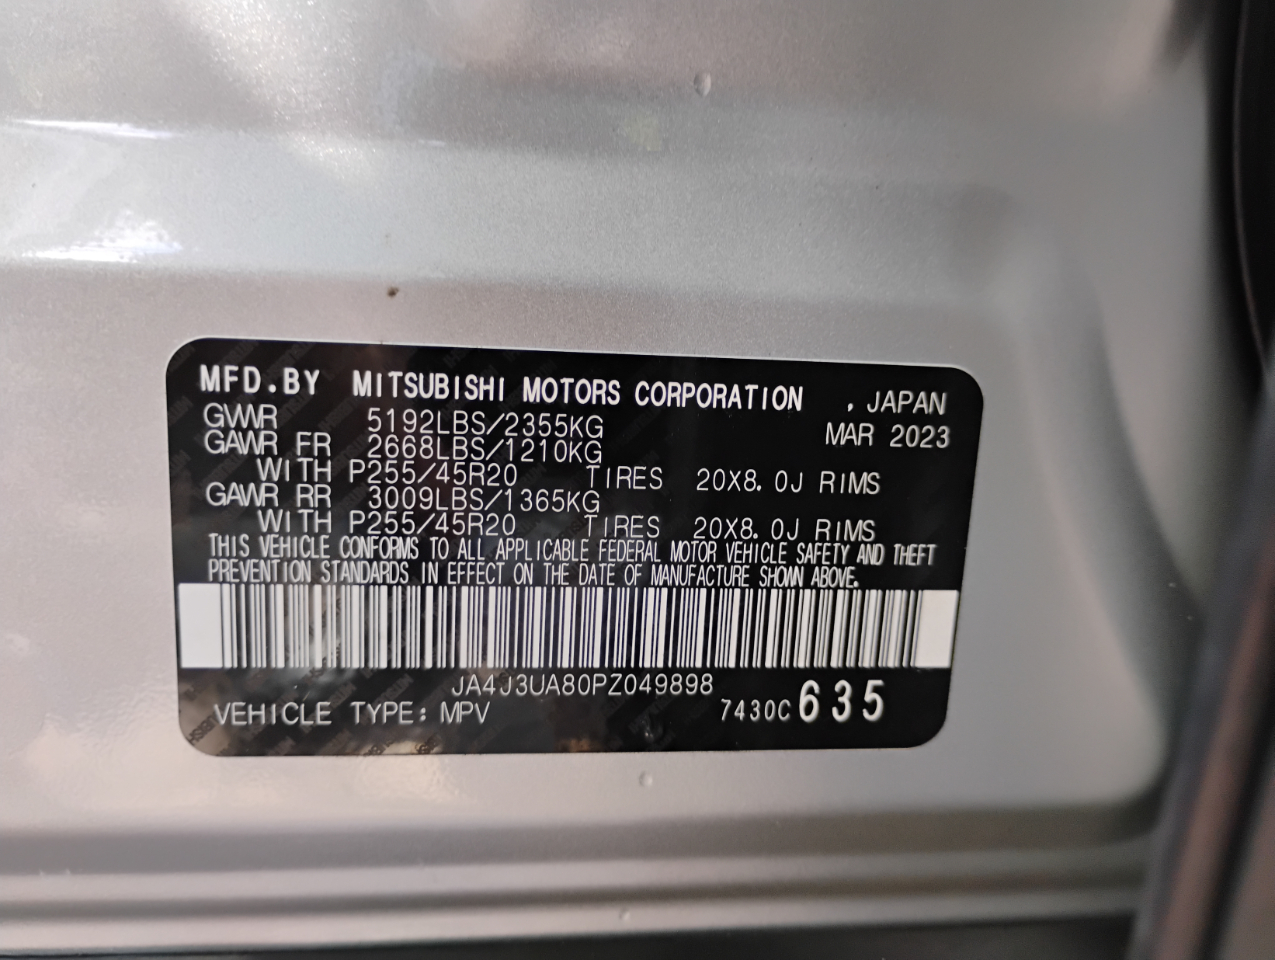 MFD.BY MITSUBISHI MOTORS CORPORATION , JAPAN
GVWR 5192LBS/2355KG MAR 2023
GAWR FR 2668LBS/1210KG
WITH P255/45R20 TIRES 20X8.0J RIMS
GAWR RR 3009LBS/1365KG
WITH P255/45R20 TIRES 20X8.0J RIMS
THIS VEHICLE CONFORMS TO ALL APPLICABLE FEDERAL MOTOR VEHICLE SAFETY AND THEFT
PREVENTION STANDARDS IN EFFECT ON THE DATE OF MANUFACTURE SHOWN ABOVE.
JA4J3UA80PZ049898
VEHICLE TYPE: MPV 7430C 635